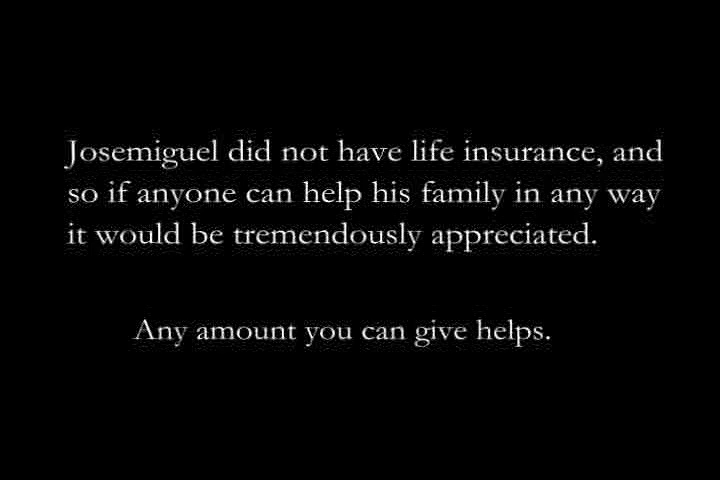 Josemiguel did not have life insurance, and
so if anyone can help his family in any way
it would be tremendously appreciated.
Any amount you can give helps.